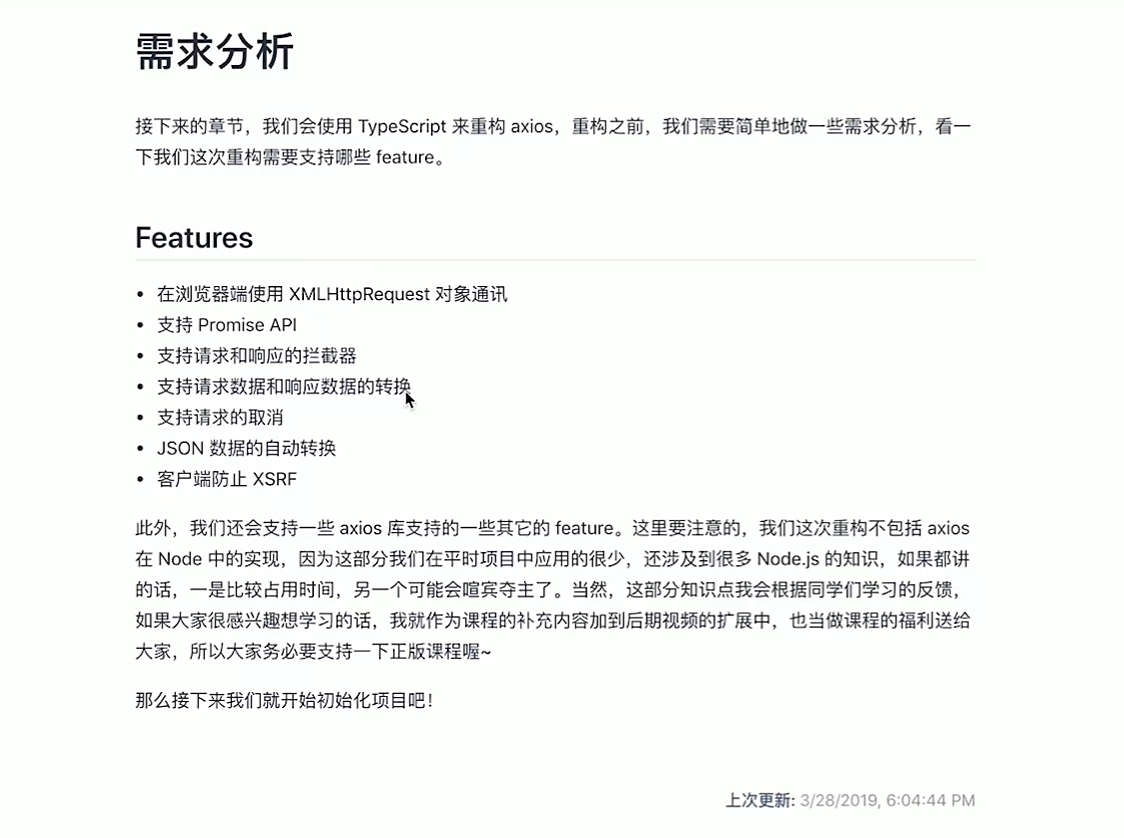 需求分析
接下来的章节，我们会使用 TypeScript 来重构 axios，重构之前，我们需要简单地做一些需求分析，看一
下我们这次重构需要支持哪些 feature。
Features
• 在浏览器端使用 XMLHttpRequest 对象通讯
• 支持 Promise API
• 支持请求和响应的拦截器
• 支持请求数据和响应数据的转换
• 支持请求的取消
• JSON 数据的自动转换
• 客户端防止 XSRF
此外，我们还会支持一些 axios 库支持的一些其它的 feature。这里要注意的，我们这次重构不包括 axios
在 Node 中的实现，因为这部分我们在平时项目中应用的很少，还涉及到很多 Node.js 的知识，如果都讲
的话，一是比较占用时间，另一个可能会喧宾夺主了。当然，这部分知识点我会根据同学们学习的反馈，
如果大家很感兴趣想学习的话，我就作为课程的补充内容加到后期视频的扩展中，也当做课程的福利送给
大家，所以大家务必要支持一下正版课程喔~
那么接下来我们就开始初始化项目吧！
上次更新: 3/28/2019, 6:04:44 PM